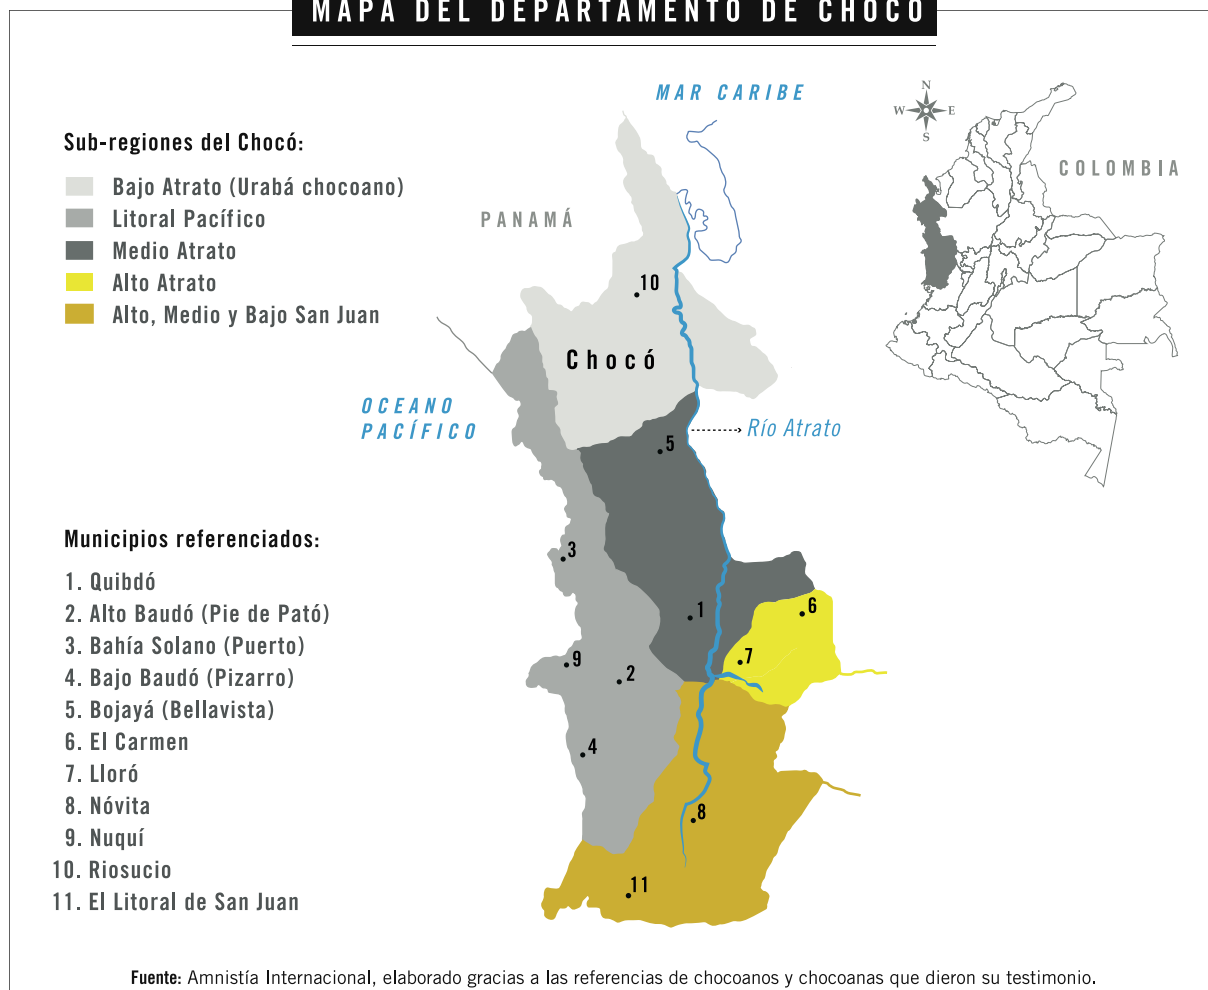 MAPA DEL DEPARTAMENTO DE CHOCÓ
MAR CARIBE
N
W E
S
COLOMBIA
Sub-regiones del Chocó:
Bajo Atrato (Urabá chocoano)
Litoral Pacífico
Medio Atrato
Alto Atrato
Alto, Medio y Bajo San Juan
PANAMÁ
10
Chocó
OCEANO
PACÍFICO
Río Atrato
5
3
1
6
9
2
7
4
8
11
Municipios referenciados:
1. Quibdó
2. Alto Baudó (Pie de Pató)
3. Bahía Solano (Puerto)
4. Bajo Baudó (Pizarro)
5. Bojayá (Bellavista)
6. El Carmen
7. Lloró
8. Nóvita
9. Nuquí
10. Riosucio
11. El Litoral de San Juan
Fuente: Amnistía Internacional, elaborado gracias a las referencias de chocoanos y chocoanas que dieron su testimonio.